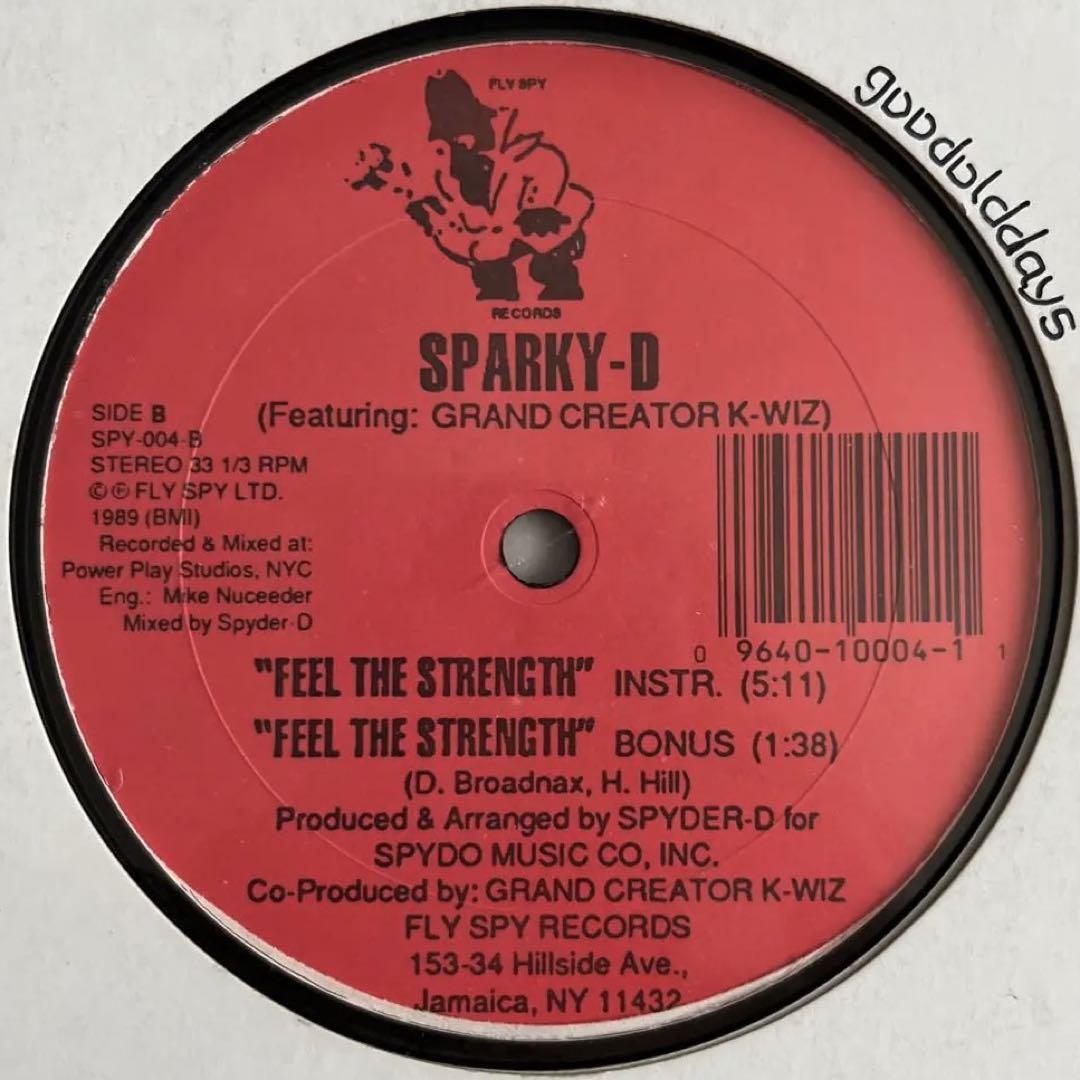 gooddolddays
FLY SPY
RECORDS
SPARKY-D
(Featuring: GRAND CREATOR K-WIZ)
SIDE B
SPY-004-B
STEREO 33 1/3 RPM
©℗ FLY SPY LTD.
1989 (BMI)
Recorded & Mixed at:
Power Play Studios, NYC
Eng.: Mike Nuceeder
Mixed by Spyder-D
0 9640-10004-1 1
"FEEL THE STRENGTH" INSTR. (5:11)
"FEEL THE STRENGTH" BONUS (1:38)
(D. Broadnax, H. Hill)
Produced & Arranged by SPYDER-D for
SPYDO MUSIC CO, INC.
Co-Produced by: GRAND CREATOR K-WIZ
FLY SPY RECORDS
153-34 Hillside Ave.,
Jamaica, NY 11432